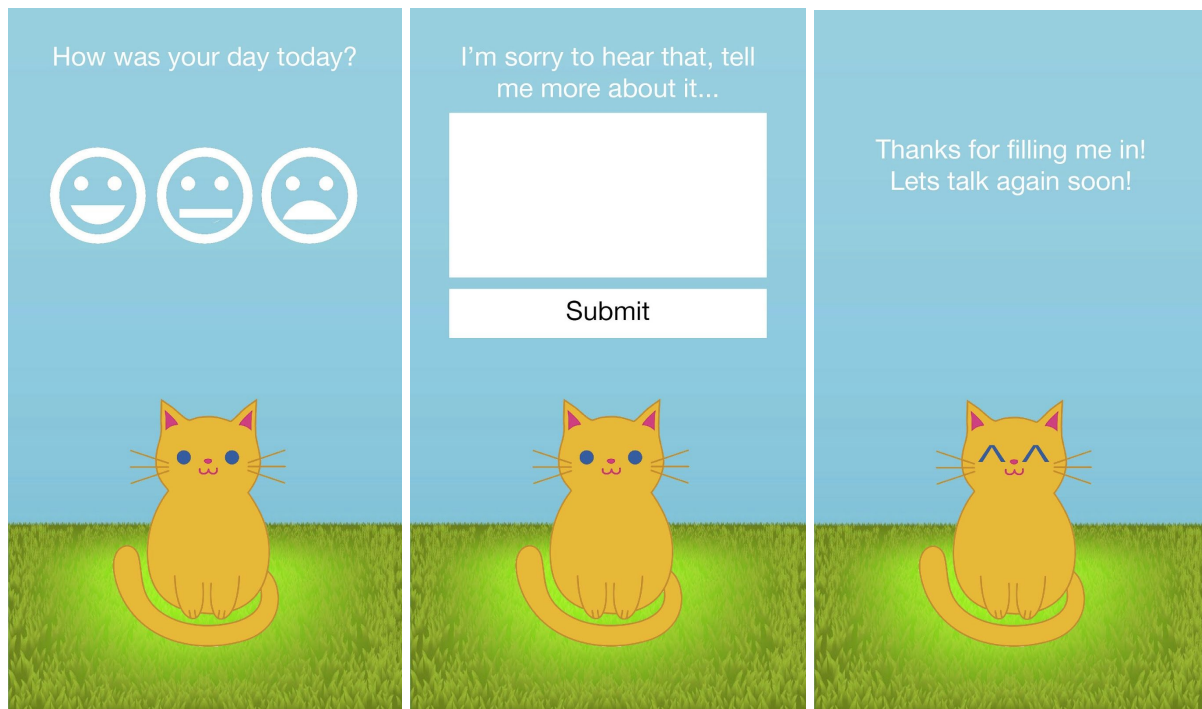 How was your day today?
I’m sorry to hear that, tell
me more about it...
Submit
Thanks for filling me in!
Lets talk again soon!